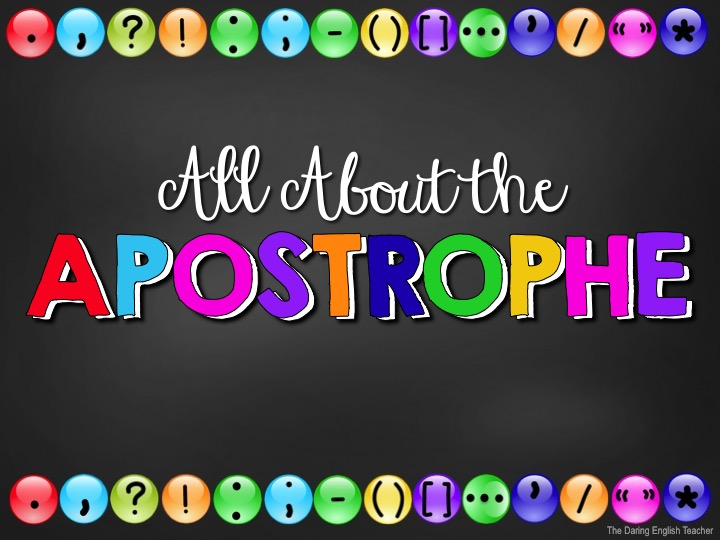 . , ? ! : ; - () [] ... ' / “ ” *
All About the
APOSTROPHE
. , ? ! : ; - () [] ... ' / “ ” *
The Daring English Teacher